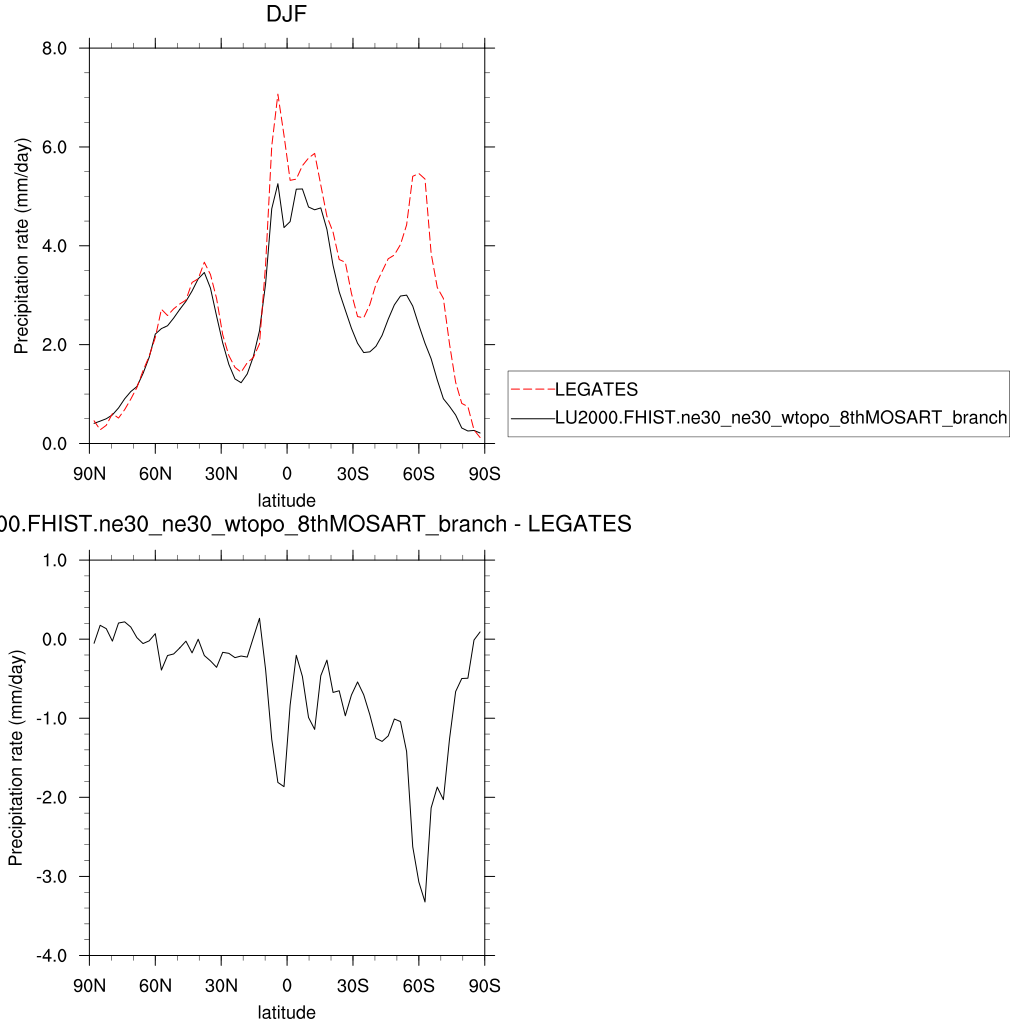 DJF
8.0
6.0
4.0
2.0
0.0
Precipitation rate (mm/day)
90N 60N 30N 0 30S 60S 90S
latitude
LEGATES
LU2000.FHIST.ne30_ne30_wtopo_8thMOSART_branch
00.FHIST.ne30_ne30_wtopo_8thMOSART_branch - LEGATES
1.0
0.0
-1.0
-2.0
-3.0
-4.0
Precipitation rate (mm/day)
90N 60N 30N 0 30S 60S 90S
latitude